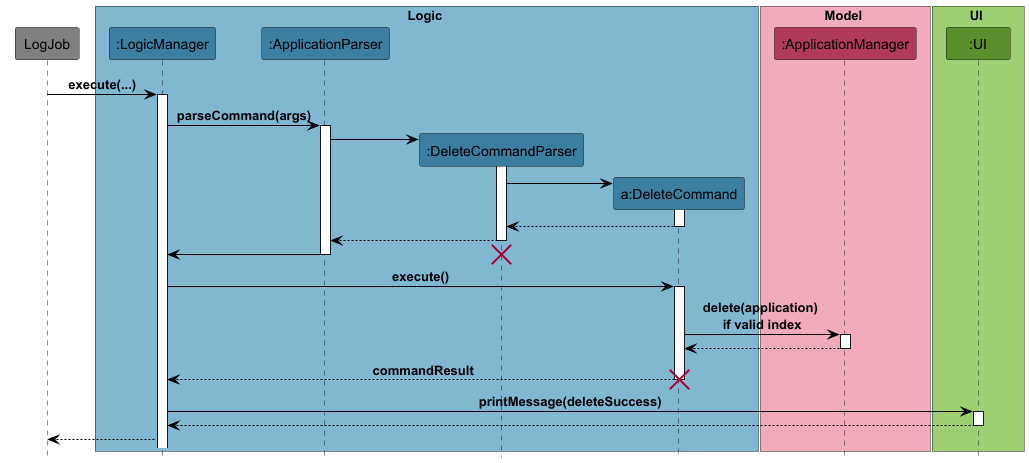 Logic
Model
UI
LogJob
:LogicManager
:ApplicationParser
:ApplicationManager
:UI
execute(...)
parseCommand(args)
:DeleteCommandParser
a:DeleteCommand
execute()
delete(application)
if valid index
commandResult
printMessage(deleteSuccess)